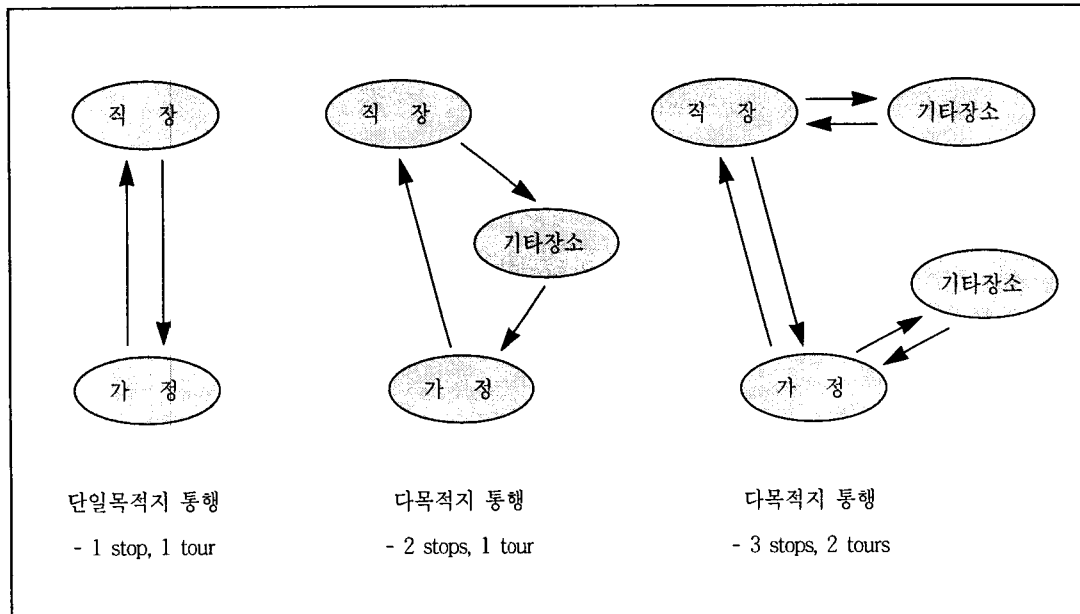 직 장
가 정
단일목적지 통행
- 1 stop, 1 tour
직 장
기타장소
가 정
다목적지 통행
- 2 stops, 1 tour
직 장
기타장소
기타장소
가 정
다목적지 통행
- 3 stops, 2 tours